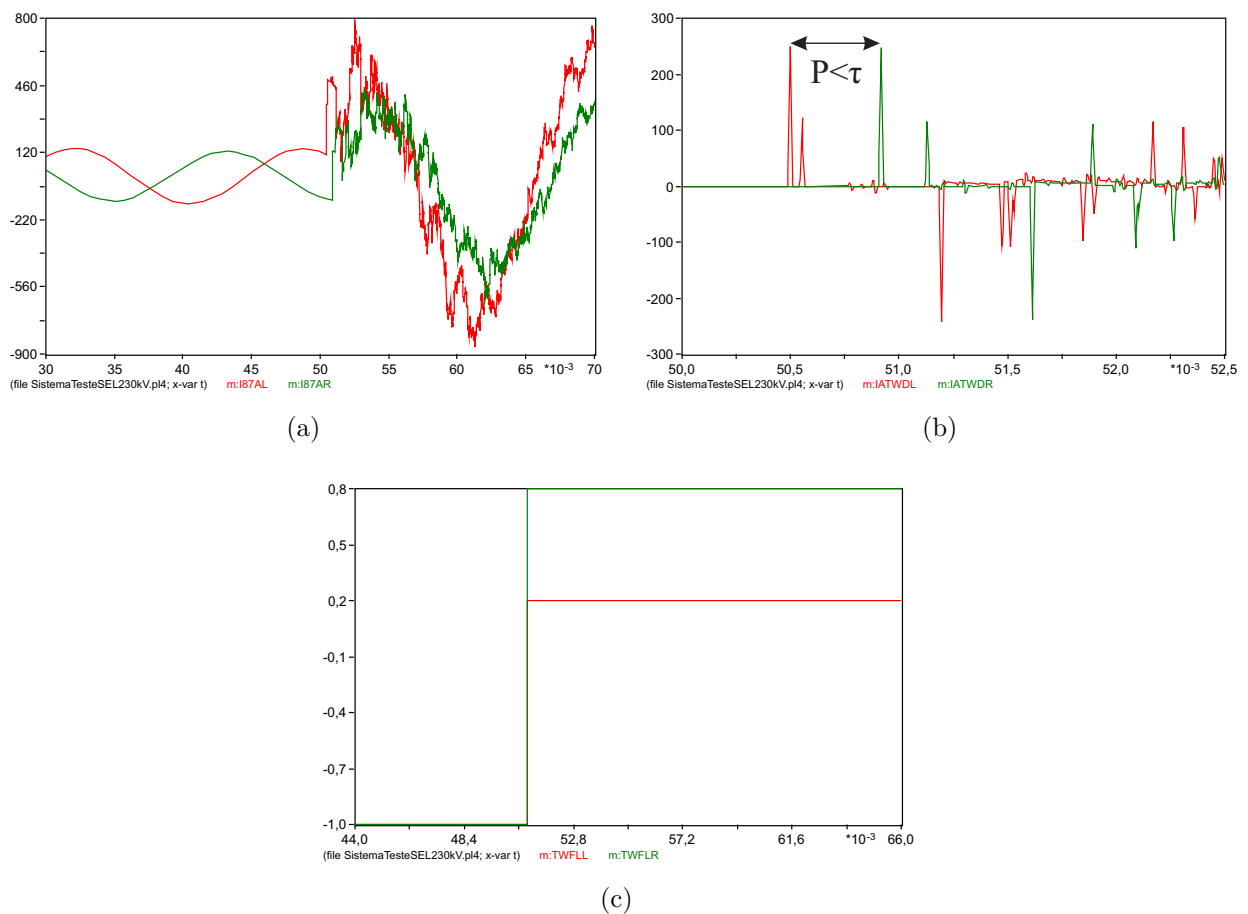 800
460
120
-220
-560
-900
30 35 40 45 50 55 60 65 *10⁻³ 70
(file SistemaTesteSEL230kV.pl4; x-var t) m:I87AL m:I87AR
(a)
300
200
100
0
-100
-200
-300
P<τ
50,0 50,5 51,0 51,5 52,0 *10⁻³ 52,5
(file SistemaTesteSEL230kV.pl4; x-var t) m:IATWDL m:IATWDR
(b)
0,8
0,5
0,2
-0,1
-0,4
-0,7
-1,0
44,0 48,4 52,8 57,2 61,6 *10⁻³ 66,0
(file SistemaTesteSEL230kV.pl4; x-var t) m:TWFLL m:TWFLR
(c)